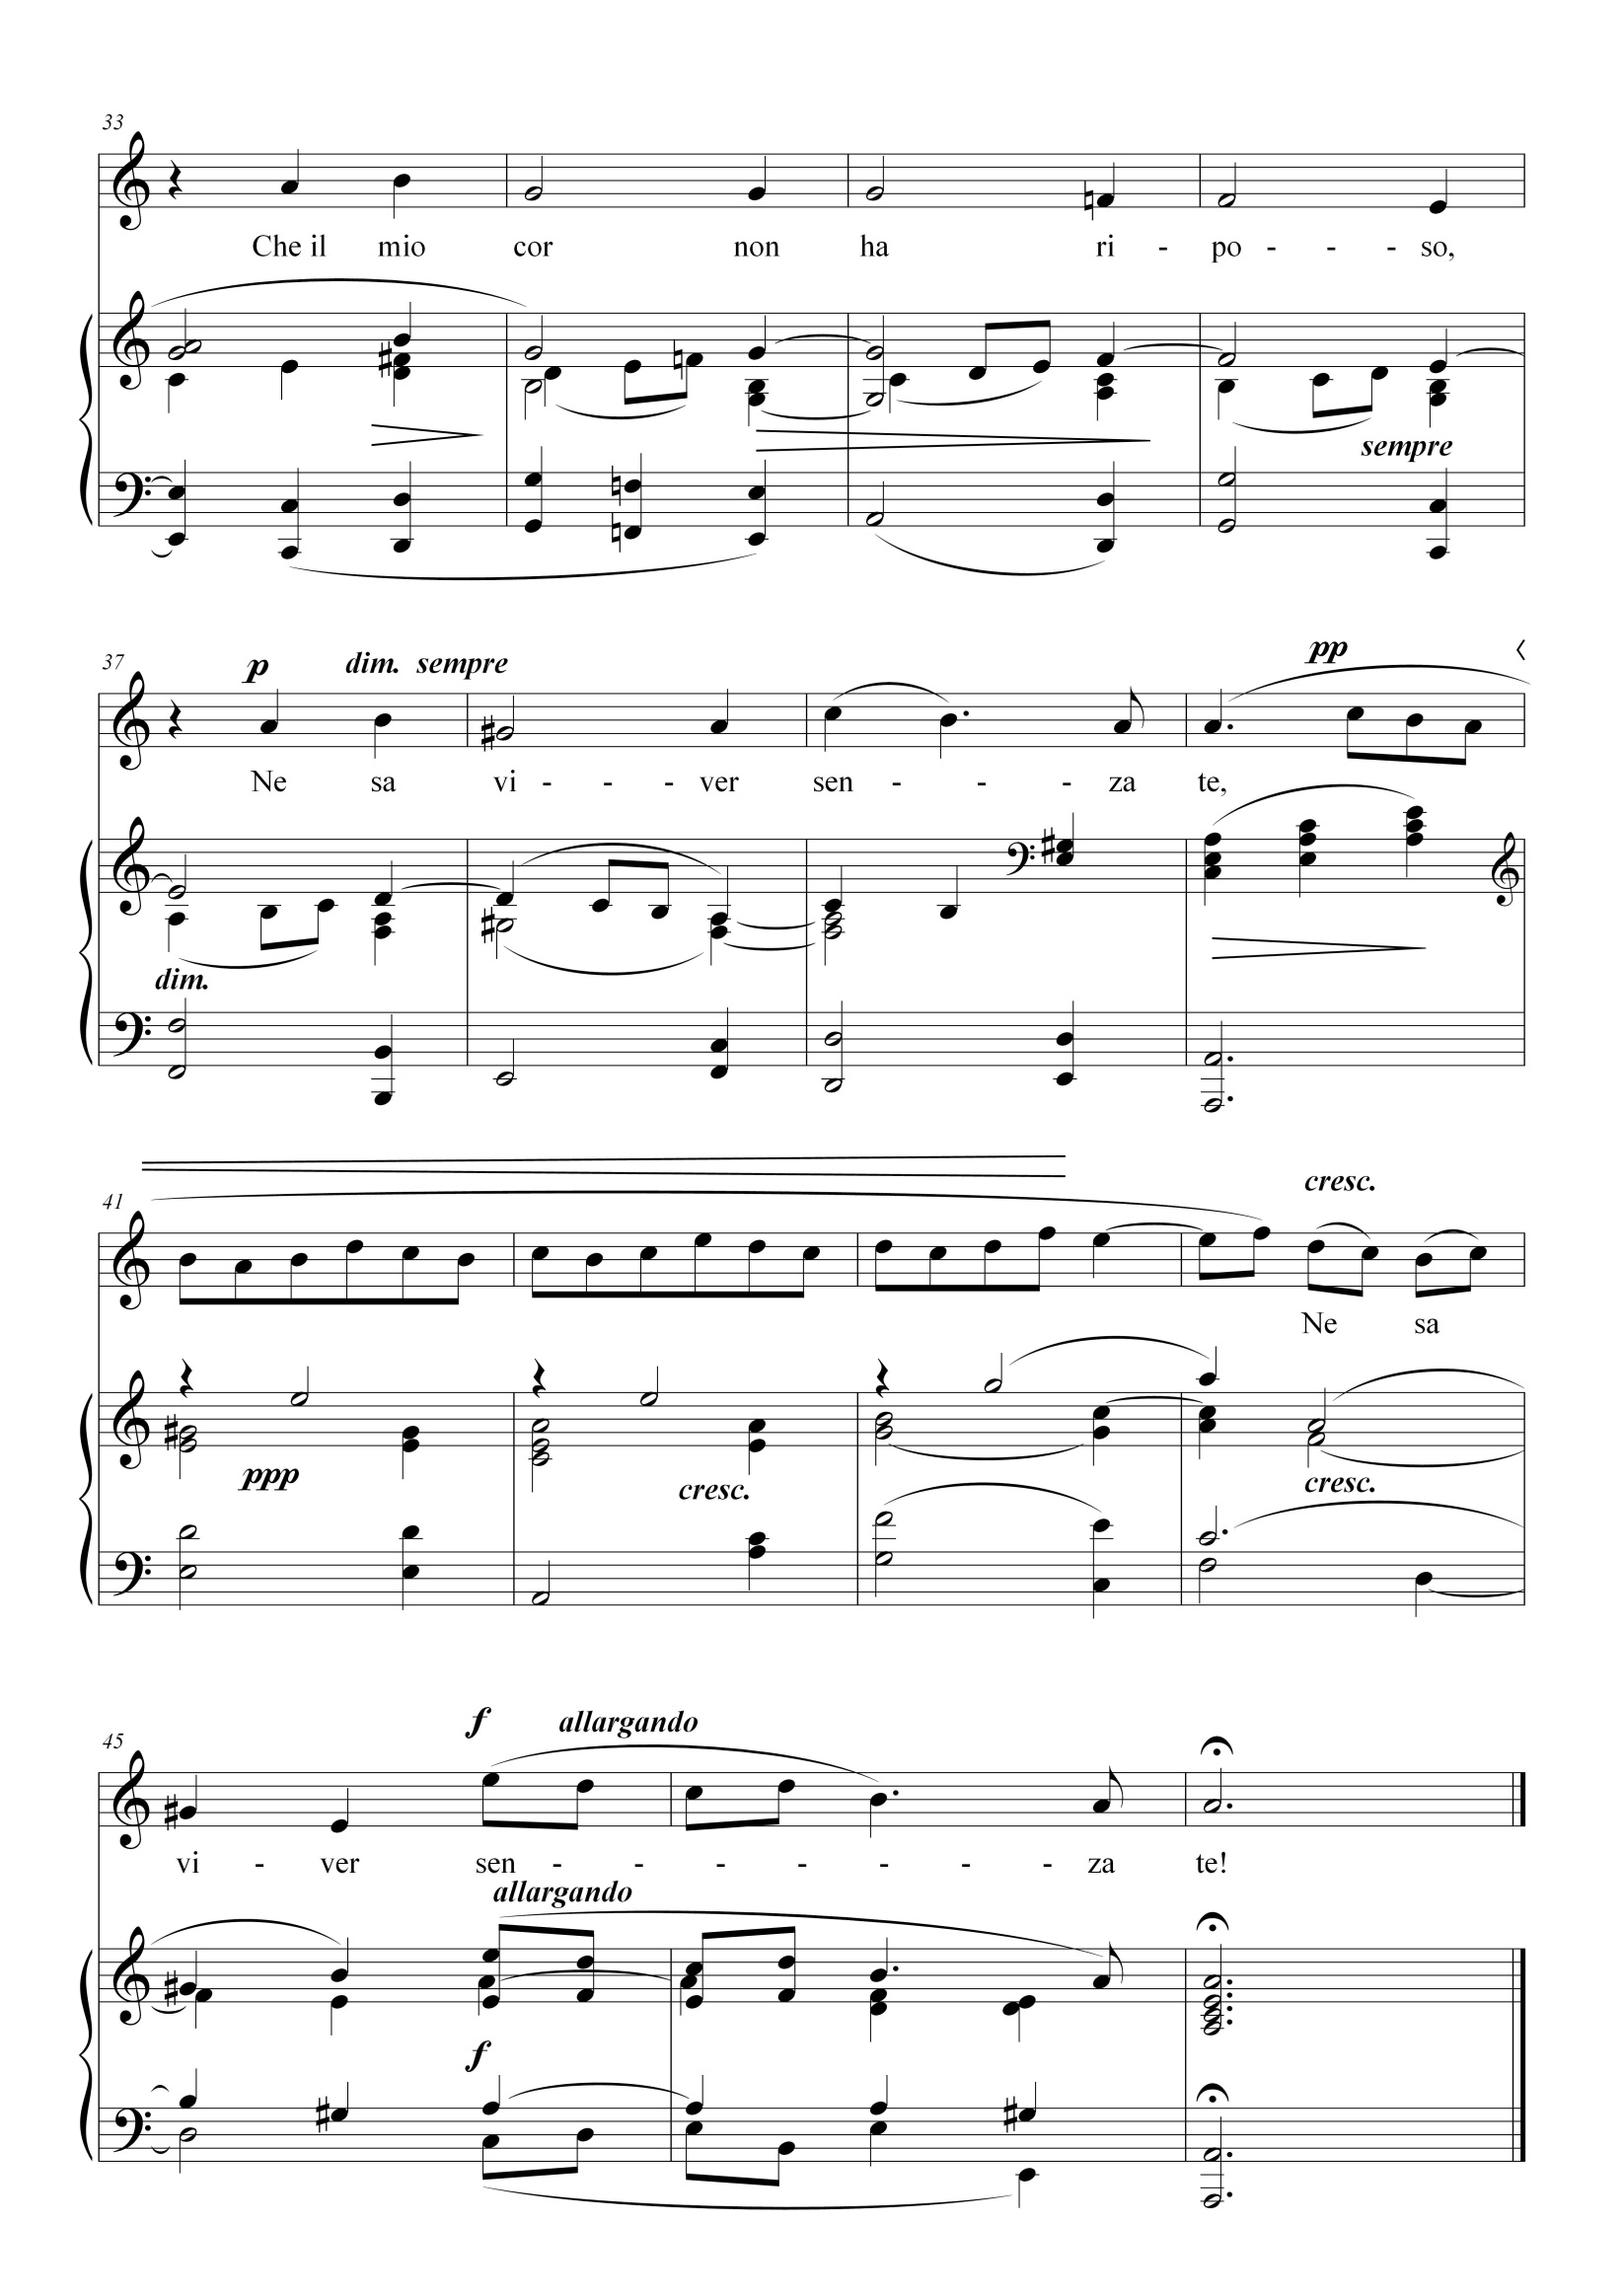 33
Che il mio cor non ha ri - po - - - so,
sempre
37
p dim. sempre pp
Ne sa vi - - - ver sen - - - za te,
dim.
41
cresc.
Ne sa
ppp cresc. cresc.
45
f allargando
vi - ver sen - - - - - - - za te!
allargando
f